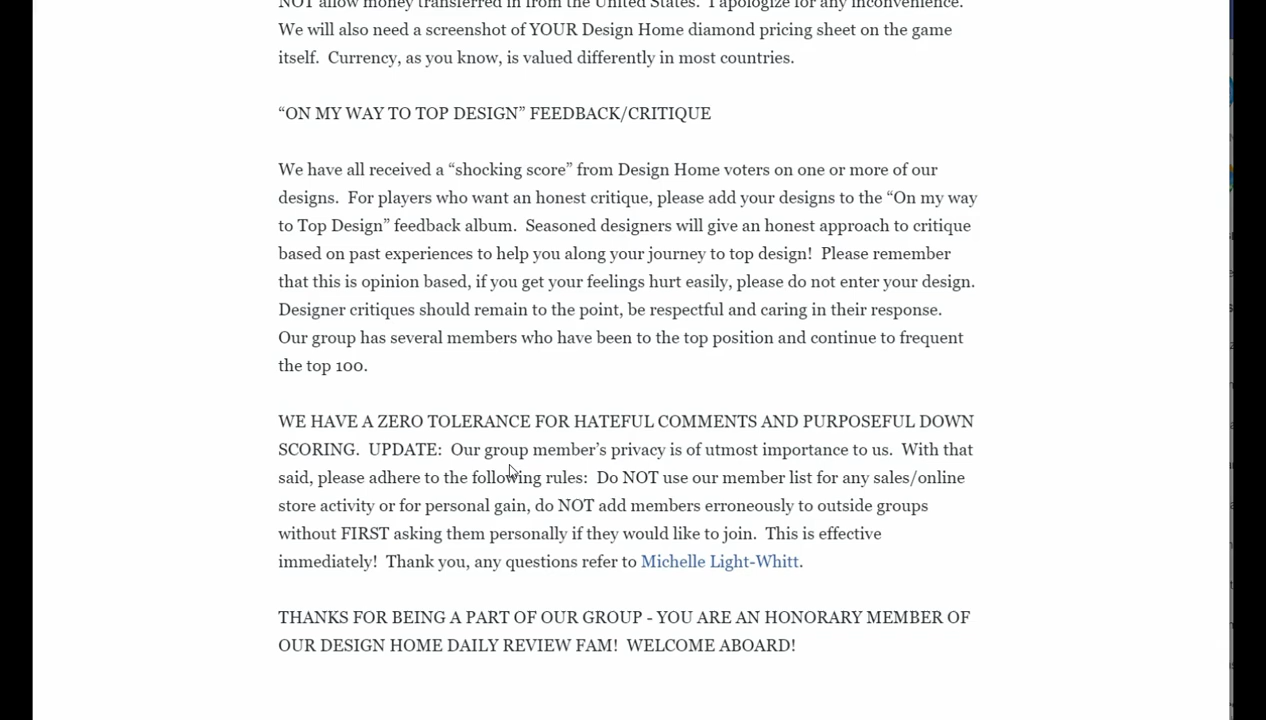 NOT allow money transferred in from the United States.  I apologize for any inconvenience.
We will also need a screenshot of YOUR Design Home diamond pricing sheet on the game
itself.  Currency, as you know, is valued differently in most countries.
“ON MY WAY TO TOP DESIGN” FEEDBACK/CRITIQUE
We have all received a “shocking score” from Design Home voters on one or more of our
designs.  For players who want an honest critique, please add your designs to the “On my way
to Top Design” feedback album.  Seasoned designers will give an honest approach to critique
based on past experiences to help you along your journey to top design!  Please remember
that this is opinion based, if you get your feelings hurt easily, please do not enter your design.
Designer critiques should remain to the point, be respectful and caring in their response.
Our group has several members who have been to the top position and continue to frequent
the top 100.
WE HAVE A ZERO TOLERANCE FOR HATEFUL COMMENTS AND PURPOSEFUL DOWN
SCORING.  UPDATE:  Our group member’s privacy is of utmost importance to us.  With that
said, please adhere to the following rules:  Do NOT use our member list for any sales/online
store activity or for personal gain, do NOT add members erroneously to outside groups
without FIRST asking them personally if they would like to join.  This is effective
immediately!  Thank you, any questions refer to Michelle Light-Whitt.
THANKS FOR BEING A PART OF OUR GROUP - YOU ARE AN HONORARY MEMBER OF
OUR DESIGN HOME DAILY REVIEW FAM!  WELCOME ABOARD!